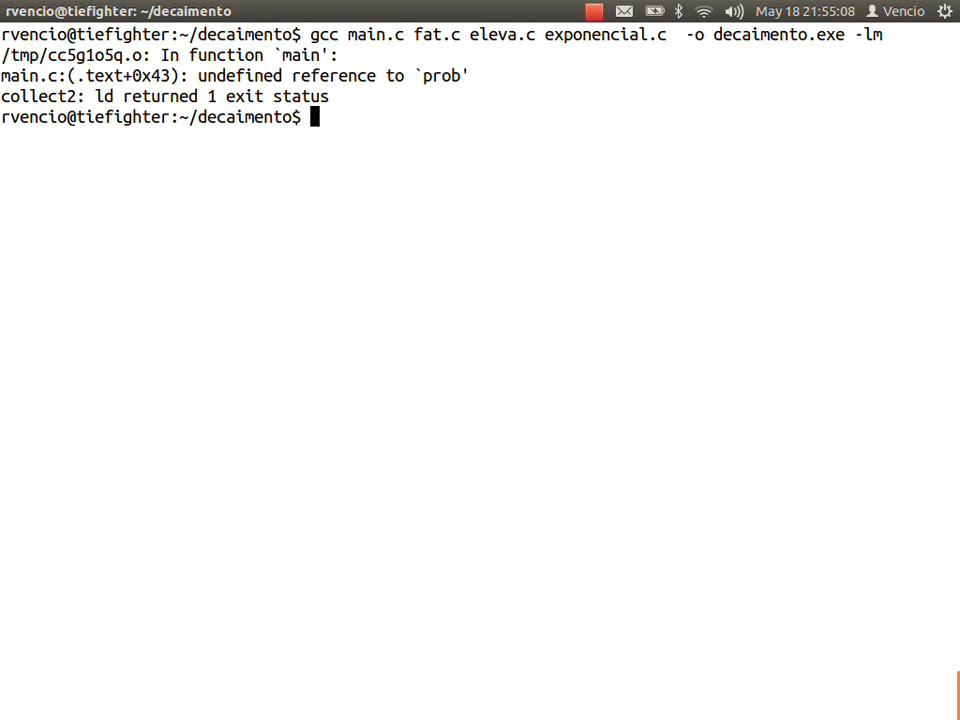 rvencio@tiefighter: ~/decaimento
May 18 21:55:08
Vencio
rvencio@tiefighter:~/decaimento$ gcc main.c fat.c eleva.c exponencial.c  -o decaimento.exe -lm
/tmp/cc5g1o5q.o: In function `main':
main.c:(.text+0x43): undefined reference to `prob'
collect2: ld returned 1 exit status
rvencio@tiefighter:~/decaimento$